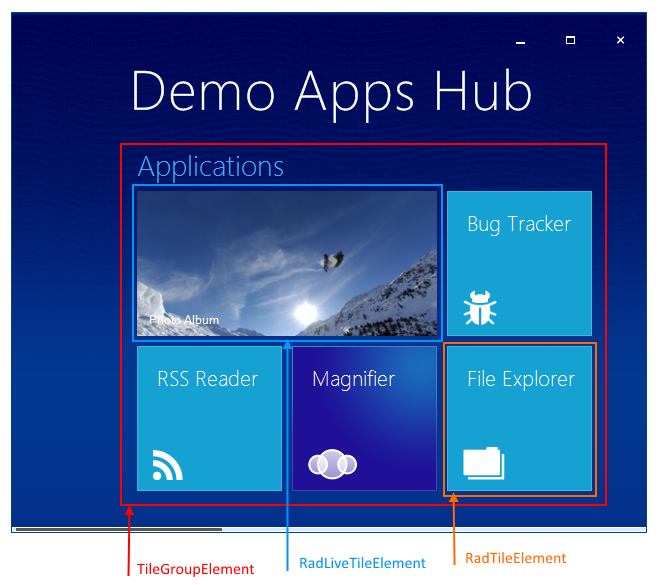 Demo Apps Hub
Applications
Photo Album
Bug Tracker
RSS Reader
Magnifier
File Explorer
TileGroupElement
RadLiveTileElement
RadTileElement